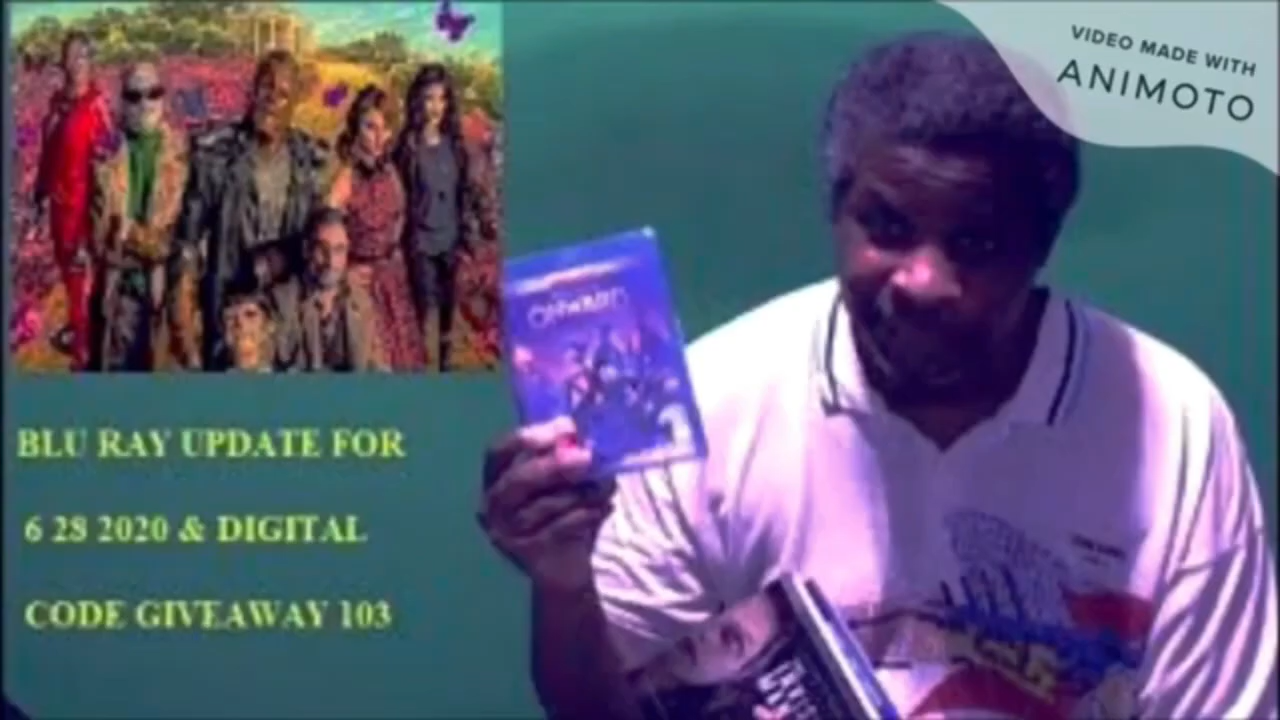 VIDEO MADE WITH
ANIMOTO
ONWARD
BLU RAY UPDATE FOR
6 28 2020 & DIGITAL
CODE GIVEAWAY 103